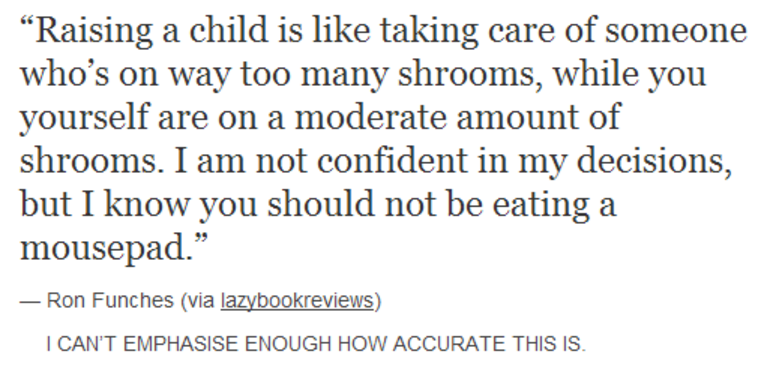 “Raising a child is like taking care of someone
who’s on way too many shrooms, while you
yourself are on a moderate amount of
shrooms. I am not confident in my decisions,
but I know you should not be eating a
mousepad.”
— Ron Funches (via lazybookreviews)
I CAN’T EMPHASISE ENOUGH HOW ACCURATE THIS IS.